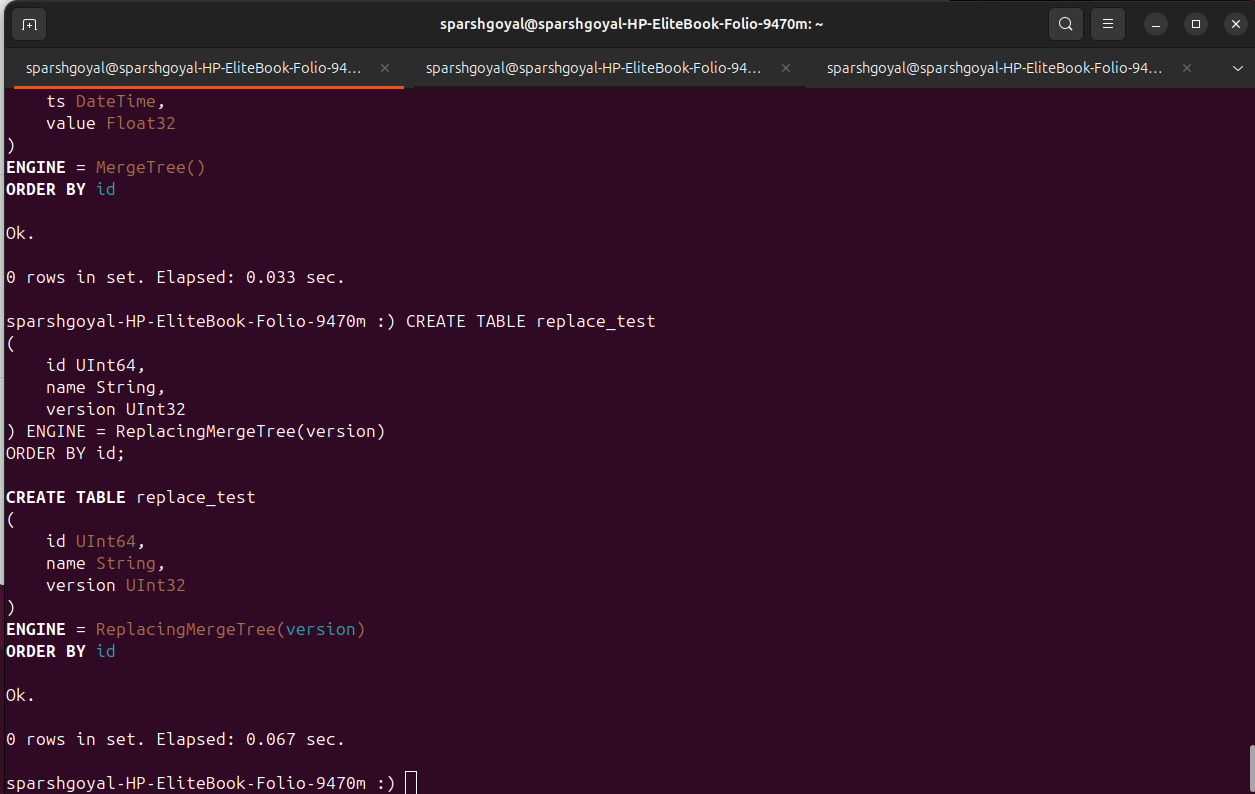 sparshgoyal@sparshgoyal-HP-EliteBook-Folio-9470m: ~
sparshgoyal@sparshgoyal-HP-EliteBook-Folio-94...
sparshgoyal@sparshgoyal-HP-EliteBook-Folio-94...
sparshgoyal@sparshgoyal-HP-EliteBook-Folio-94...
    ts DateTime,
    value Float32
)
ENGINE = MergeTree()
ORDER BY id
Ok.
0 rows in set. Elapsed: 0.033 sec.
sparshgoyal-HP-EliteBook-Folio-9470m :) CREATE TABLE replace_test
(
    id UInt64,
    name String,
    version UInt32
) ENGINE = ReplacingMergeTree(version)
ORDER BY id;
CREATE TABLE replace_test
(
    id UInt64,
    name String,
    version UInt32
)
ENGINE = ReplacingMergeTree(version)
ORDER BY id
Ok.
0 rows in set. Elapsed: 0.067 sec.
sparshgoyal-HP-EliteBook-Folio-9470m :)